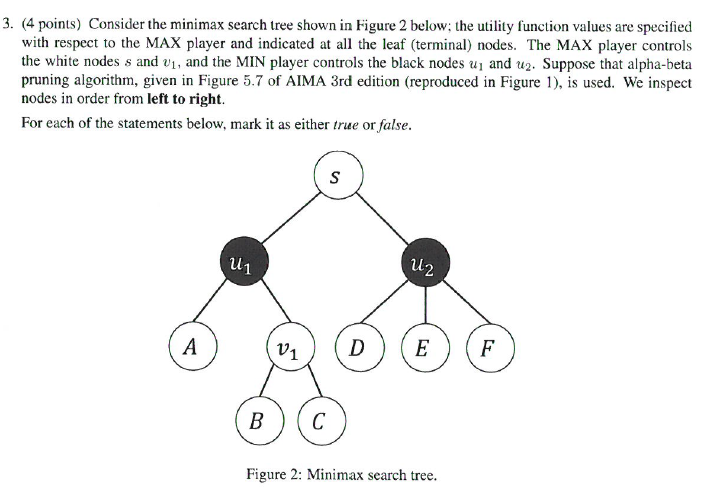 3. (4 points) Consider the minimax search tree shown in Figure 2 below; the utility function values are specified
with respect to the MAX player and indicated at all the leaf (terminal) nodes. The MAX player controls
the white nodes s and v₁, and the MIN player controls the black nodes u₁ and u₂. Suppose that alpha-beta
pruning algorithm, given in Figure 5.7 of AIMA 3rd edition (reproduced in Figure 1), is used. We inspect
nodes in order from left to right.
For each of the statements below, mark it as either true or false.
S
u₁
u₂
A
v₁
D
E
F
B
C
Figure 2: Minimax search tree.